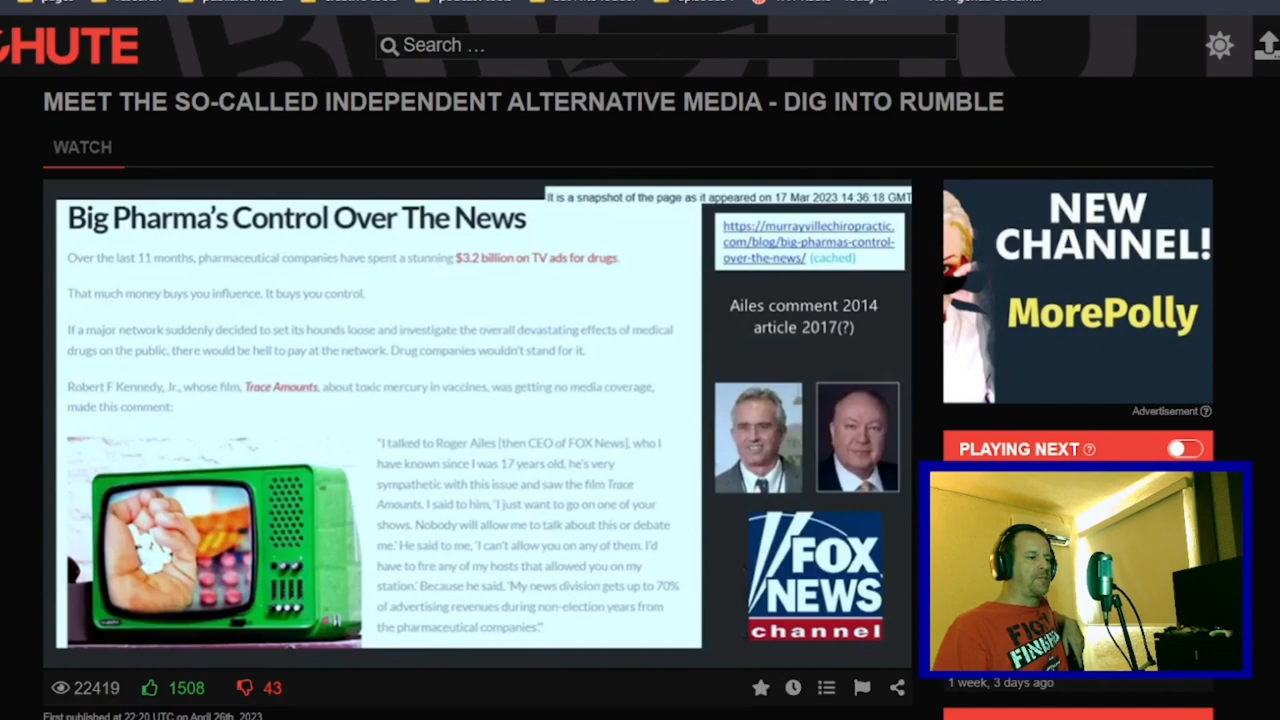 HUTE
Search ...
MEET THE SO-CALLED INDEPENDENT ALTERNATIVE MEDIA - DIG INTO RUMBLE
WATCH
It is a snapshot of the page as it appeared on 17 Mar 2023 14:36:18 GMT
Big Pharma's Control Over The News
Over the last 11 months, pharmaceutical companies have spent a stunning $3.2 billion on TV ads for drugs.
That much money buys you influence. It buys you control.
If a major network suddenly decided to set its hounds loose and investigate the overall devastating effects of medical
drugs on the public, there would be hell to pay at the network. Drug companies wouldn't stand for it.
Robert F Kennedy, Jr., whose film, Trace Amounts, about toxic mercury in vaccines, was getting no media coverage,
made this comment:
"I talked to Roger Ailes [then CEO of FOX News], who I
have known since I was 17 years old, he's very
sympathetic with this issue and saw the film Trace
Amounts. I said to him, 'I just want to go on one of your
shows. Nobody will allow me to talk about this or debate
me.' He said to me, 'I can't allow you on any of them. I'd
have to fire any of my hosts that allowed you on my
station.' Because he said, 'My news division gets up to 70%
of advertising revenues during non-election years from
the pharmaceutical companies.'"
https://murrayvillechiropractic.
com/blog/big-pharmas-control-
over-the-news/ (cached)
Ailes comment 2014
article 2017(?)
FOX
NEWS
channel
NEW
CHANNEL!
MorePolly
Advertisement
PLAYING NEXT
FINISH
1 week, 3 days ago
22419 1508 43
First published at 22:20 UTC on April 26th, 2023